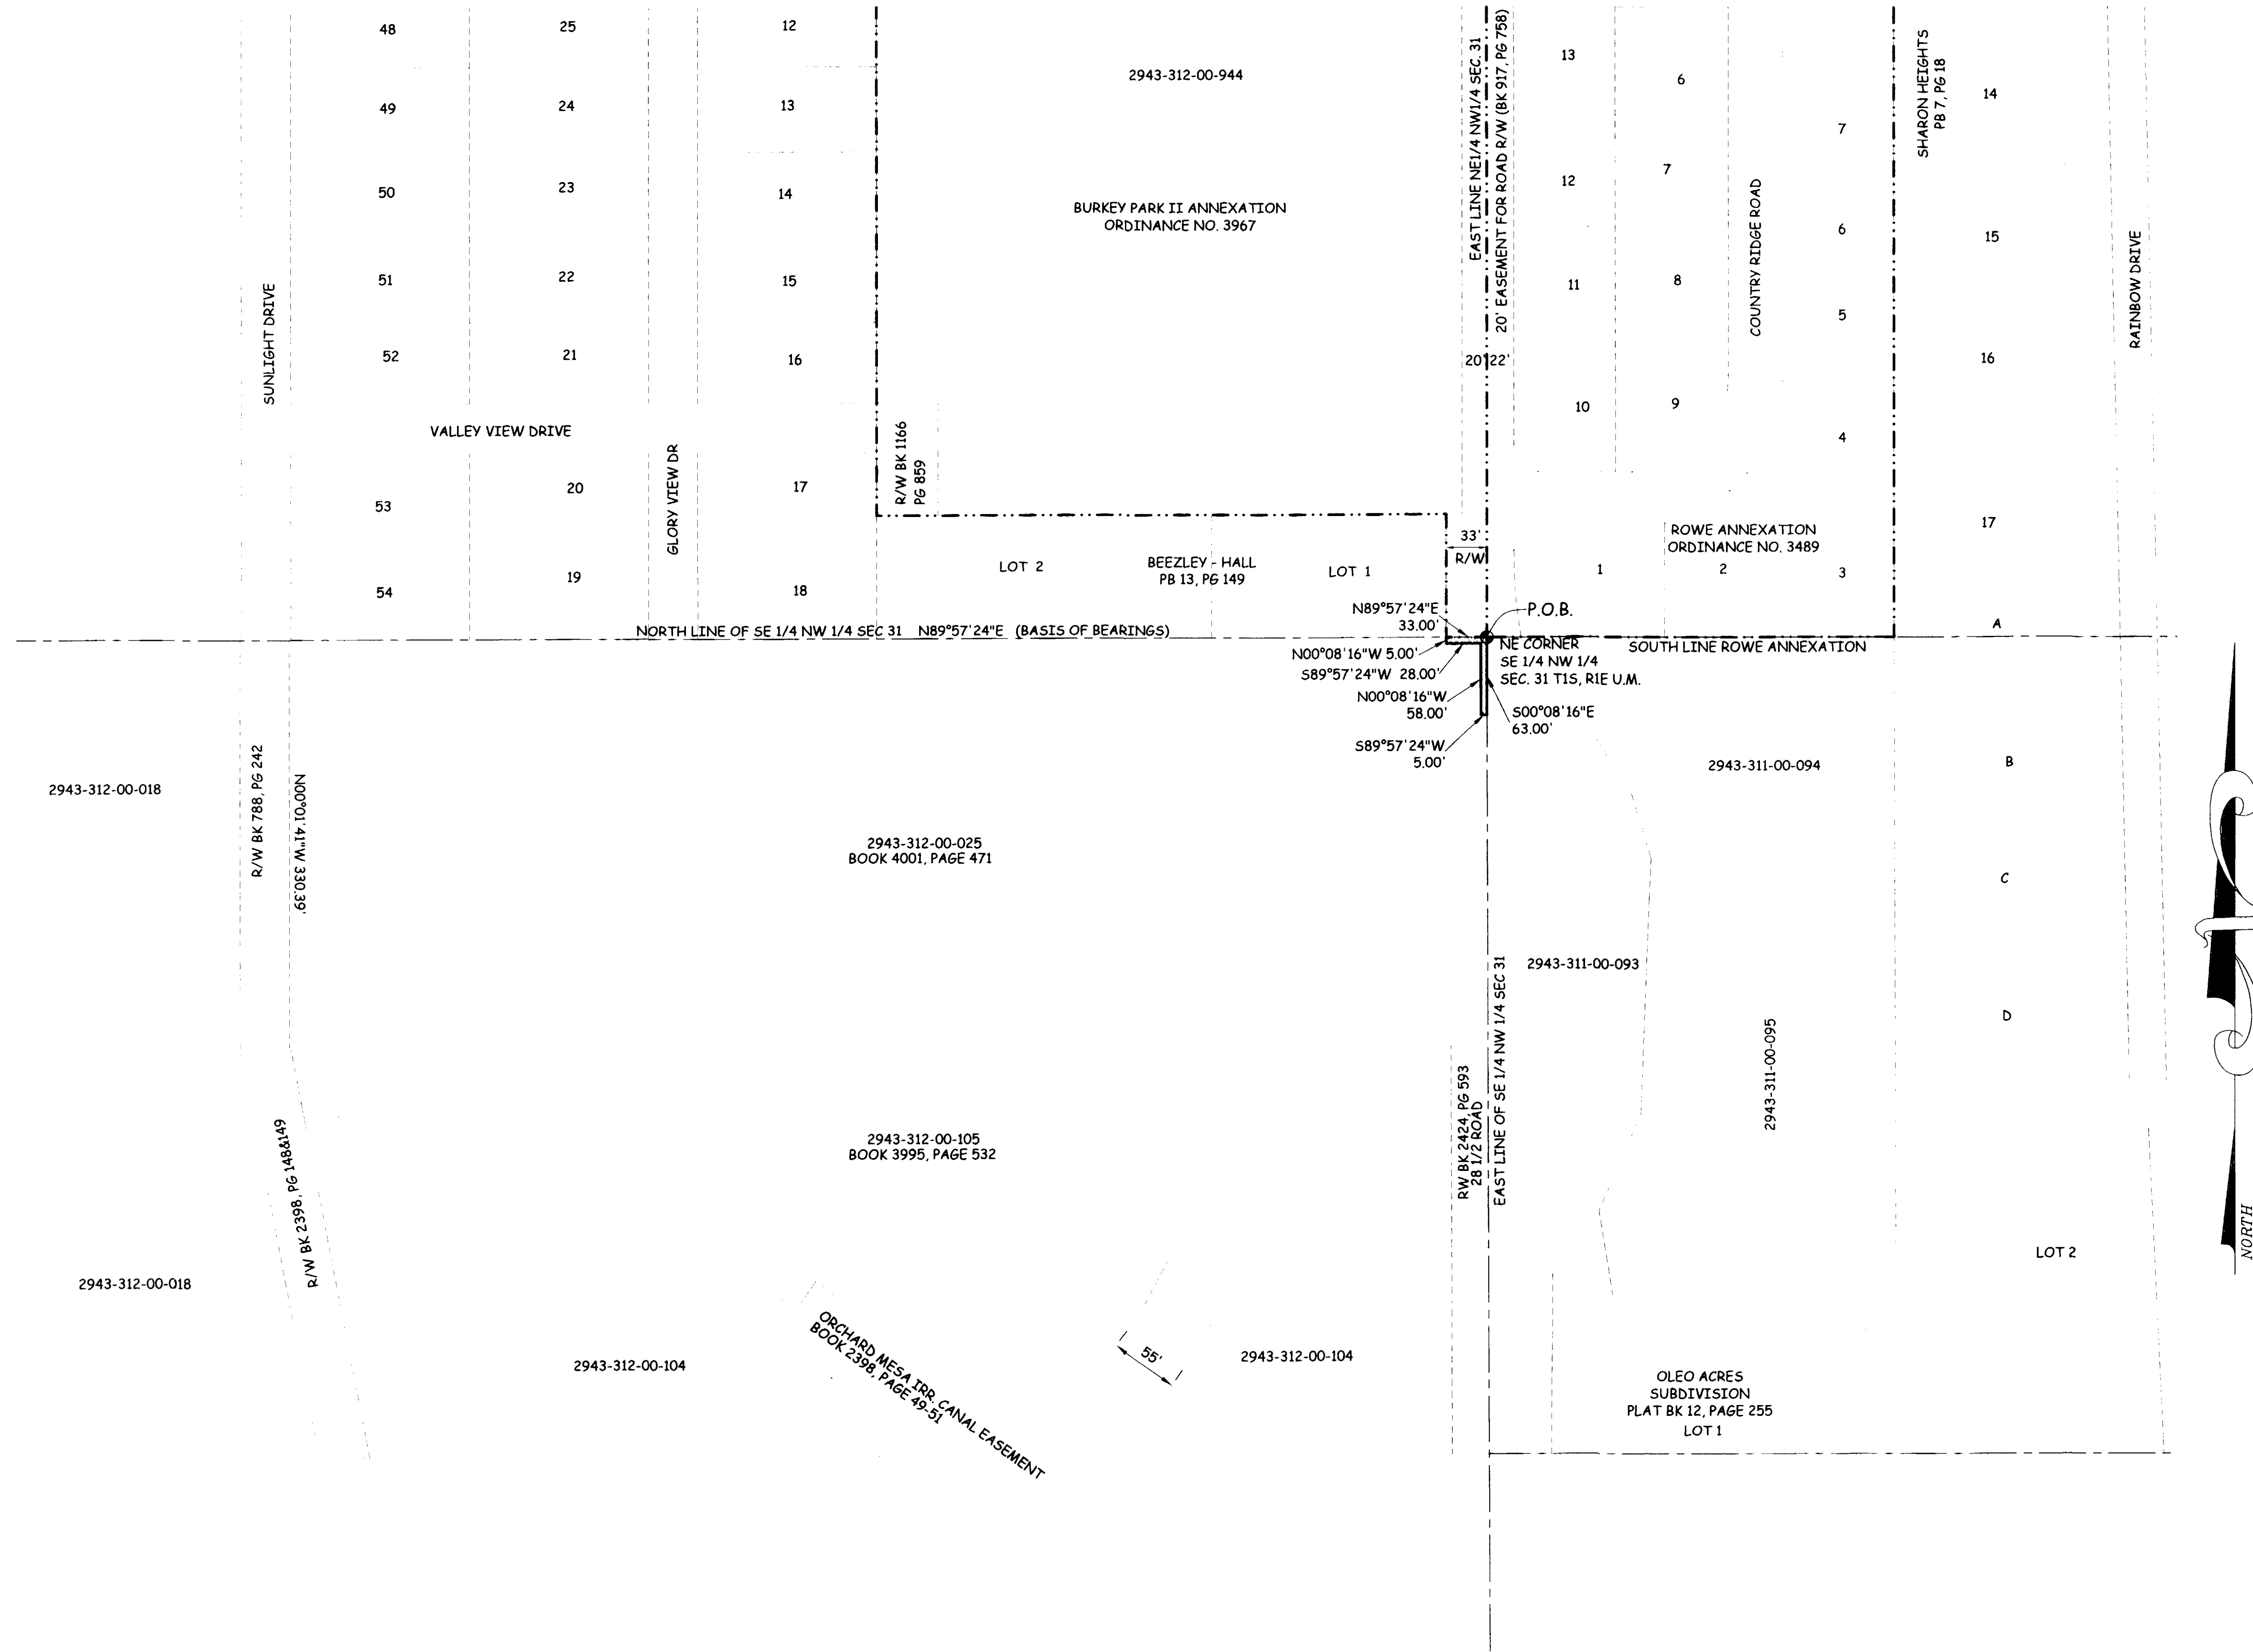 48
25
12
49
24
13
50
23
14
51
22
15
52
21
16
SUNLIGHT DRIVE
VALLEY VIEW DRIVE
GLORY VIEW DR
53
20
17
54
19
18
2943-312-00-944
BURKEY PARK II ANNEXATION
ORDINANCE NO. 3967
R/W BK 1166
PG 859
EAST LINE NE1/4 NW1/4 SEC. 31
20' EASEMENT FOR ROAD R/W (BK 917, PG 758)
20'
22'
13
12
11
10
6
7
8
9
COUNTRY RIDGE ROAD
7
6
5
4
SHARON HEIGHTS
PB 7, PG 18
14
15
16
17
RAINBOW DRIVE
33'
R/W
LOT 2
BEEZLEY - HALL
PB 13, PG 149
LOT 1
ROWE ANNEXATION
ORDINANCE NO. 3489
1
2
3
NORTH LINE OF SE 1/4 NW 1/4 SEC 31 N89°57'24"E (BASIS OF BEARINGS)
N89°57'24"E
33.00'
P.O.B.
N00°08'16"W 5.00'
S89°57'24"W 28.00'
N00°08'16"W
58.00'
S89°57'24"W
5.00'
NE CORNER
SE 1/4 NW 1/4
SEC. 31 T1S, R1E U.M.
S00°08'16"E
63.00'
SOUTH LINE ROWE ANNEXATION
A
B
C
D
2943-312-00-018
R/W BK 788, PG 242
N00°01'41"W 330.39'
2943-312-00-025
BOOK 4001, PAGE 471
2943-311-00-094
2943-311-00-093
2943-311-00-095
2943-312-00-105
BOOK 3995, PAGE 532
RW BK 2424, PG 593
28 1/2 ROAD
EAST LINE OF SE 1/4 NW 1/4 SEC 31
R/W BK 2398, PG 148&149
2943-312-00-018
2943-312-00-104
ORCHARD MESA IRR. CANAL EASEMENT
BOOK 2398, PAGE 49-51
55'
2943-312-00-104
OLEO ACRES
SUBDIVISION
PLAT BK 12, PAGE 255
LOT 1
LOT 2
NORTH